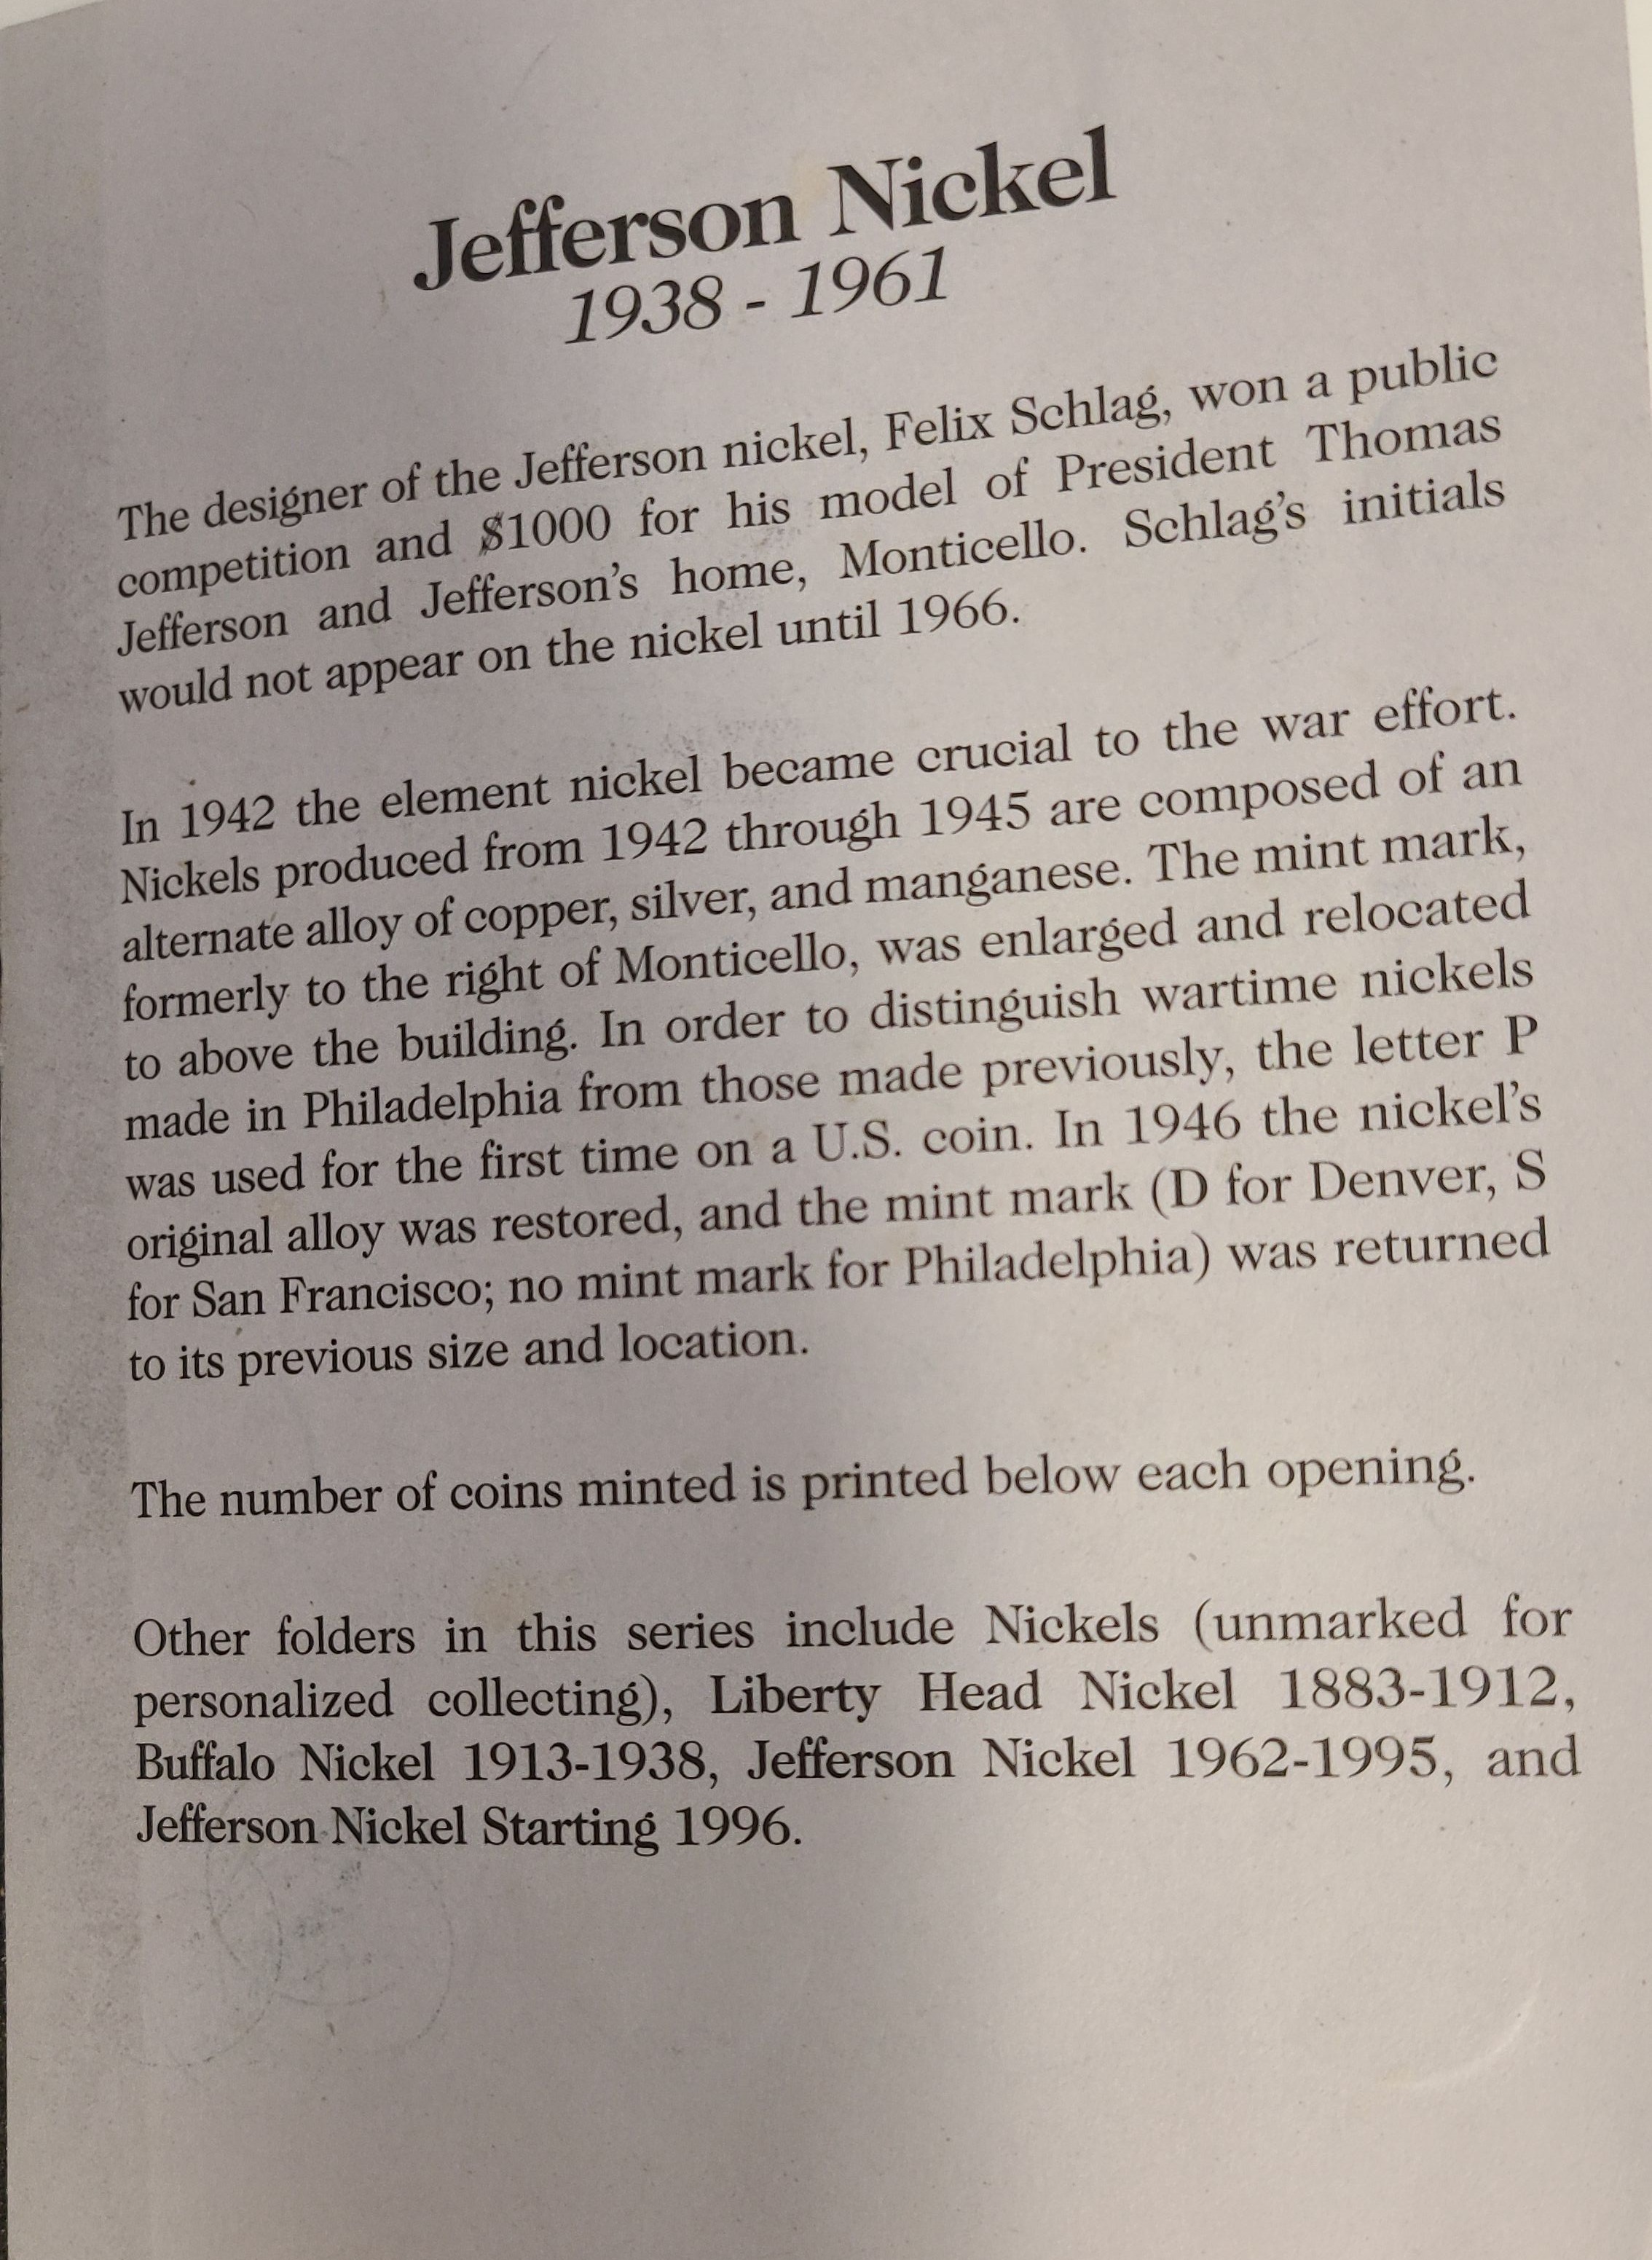 Jefferson Nickel
1938 - 1961
The designer of the Jefferson nickel, Felix Schlag, won a public
competition and $1000 for his model of President Thomas
Jefferson and Jefferson's home, Monticello. Schlag's initials
would not appear on the nickel until 1966.
In 1942 the element nickel became crucial to the war effort.
Nickels produced from 1942 through 1945 are composed of an
alternate alloy of copper, silver, and manganese. The mint mark,
formerly to the right of Monticello, was enlarged and relocated
to above the building. In order to distinguish wartime nickels
made in Philadelphia from those made previously, the letter P
was used for the first time on a U.S. coin. In 1946 the nickel's
original alloy was restored, and the mint mark (D for Denver, S
for San Francisco; no mint mark for Philadelphia) was returned
to its previous size and location.
The number of coins minted is printed below each opening.
Other folders in this series include Nickels (unmarked for
personalized collecting), Liberty Head Nickel 1883-1912,
Buffalo Nickel 1913-1938, Jefferson Nickel 1962-1995, and
Jefferson Nickel Starting 1996.